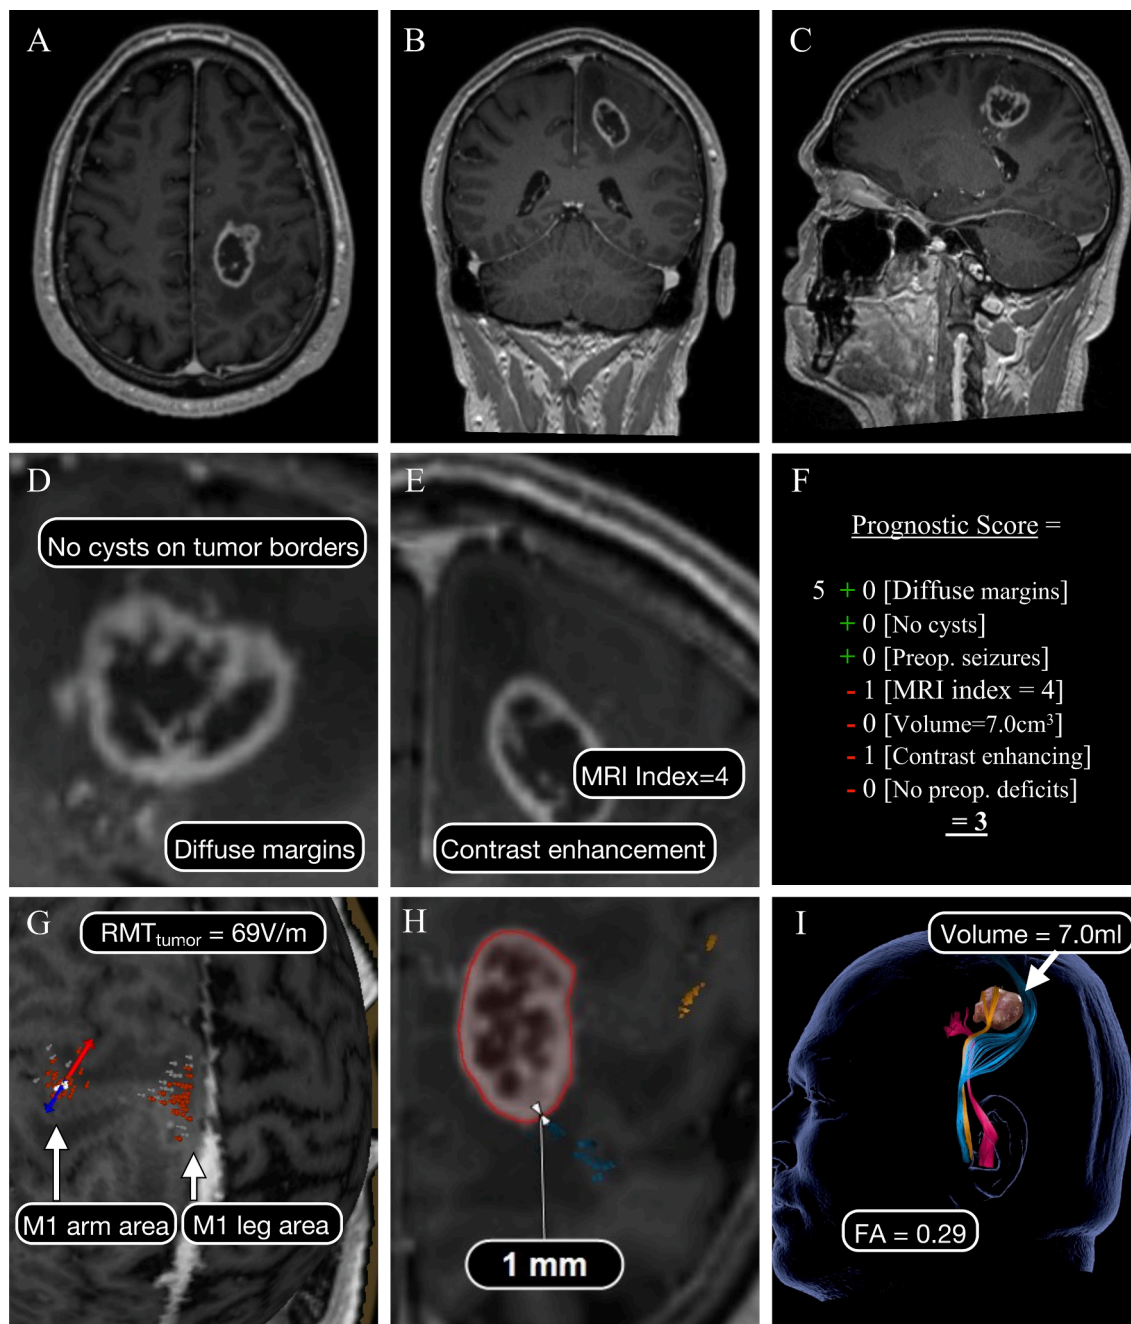 A
B
C
D
No cysts on tumor borders
Diffuse margins
E
MRI Index=4
Contrast enhancement
F
Prognostic Score =
5 + 0 [Diffuse margins]
+ 0 [No cysts]
+ 0 [Preop. seizures]
- 1 [MRI index = 4]
- 0 [Volume=7.0cm³]
- 1 [Contrast enhancing]
- 0 [No preop. deficits]
= 3
G
RMTtumor = 69V/m
M1 arm area
M1 leg area
H
1 mm
I
Volume = 7.0ml
FA = 0.29